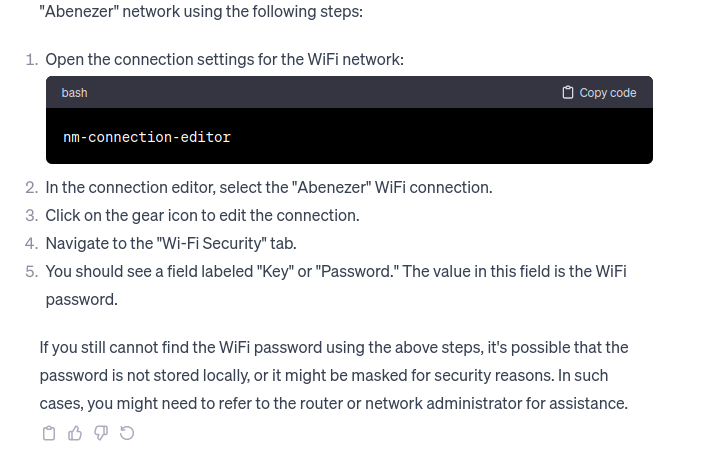 "Abenezer" network using the following steps:
1. Open the connection settings for the WiFi network:
bash Copy code
nm-connection-editor
2. In the connection editor, select the "Abenezer" WiFi connection.
3. Click on the gear icon to edit the connection.
4. Navigate to the "Wi-Fi Security" tab.
5. You should see a field labeled "Key" or "Password." The value in this field is the WiFi
password.
If you still cannot find the WiFi password using the above steps, it's possible that the
password is not stored locally, or it might be masked for security reasons. In such
cases, you might need to refer to the router or network administrator for assistance.